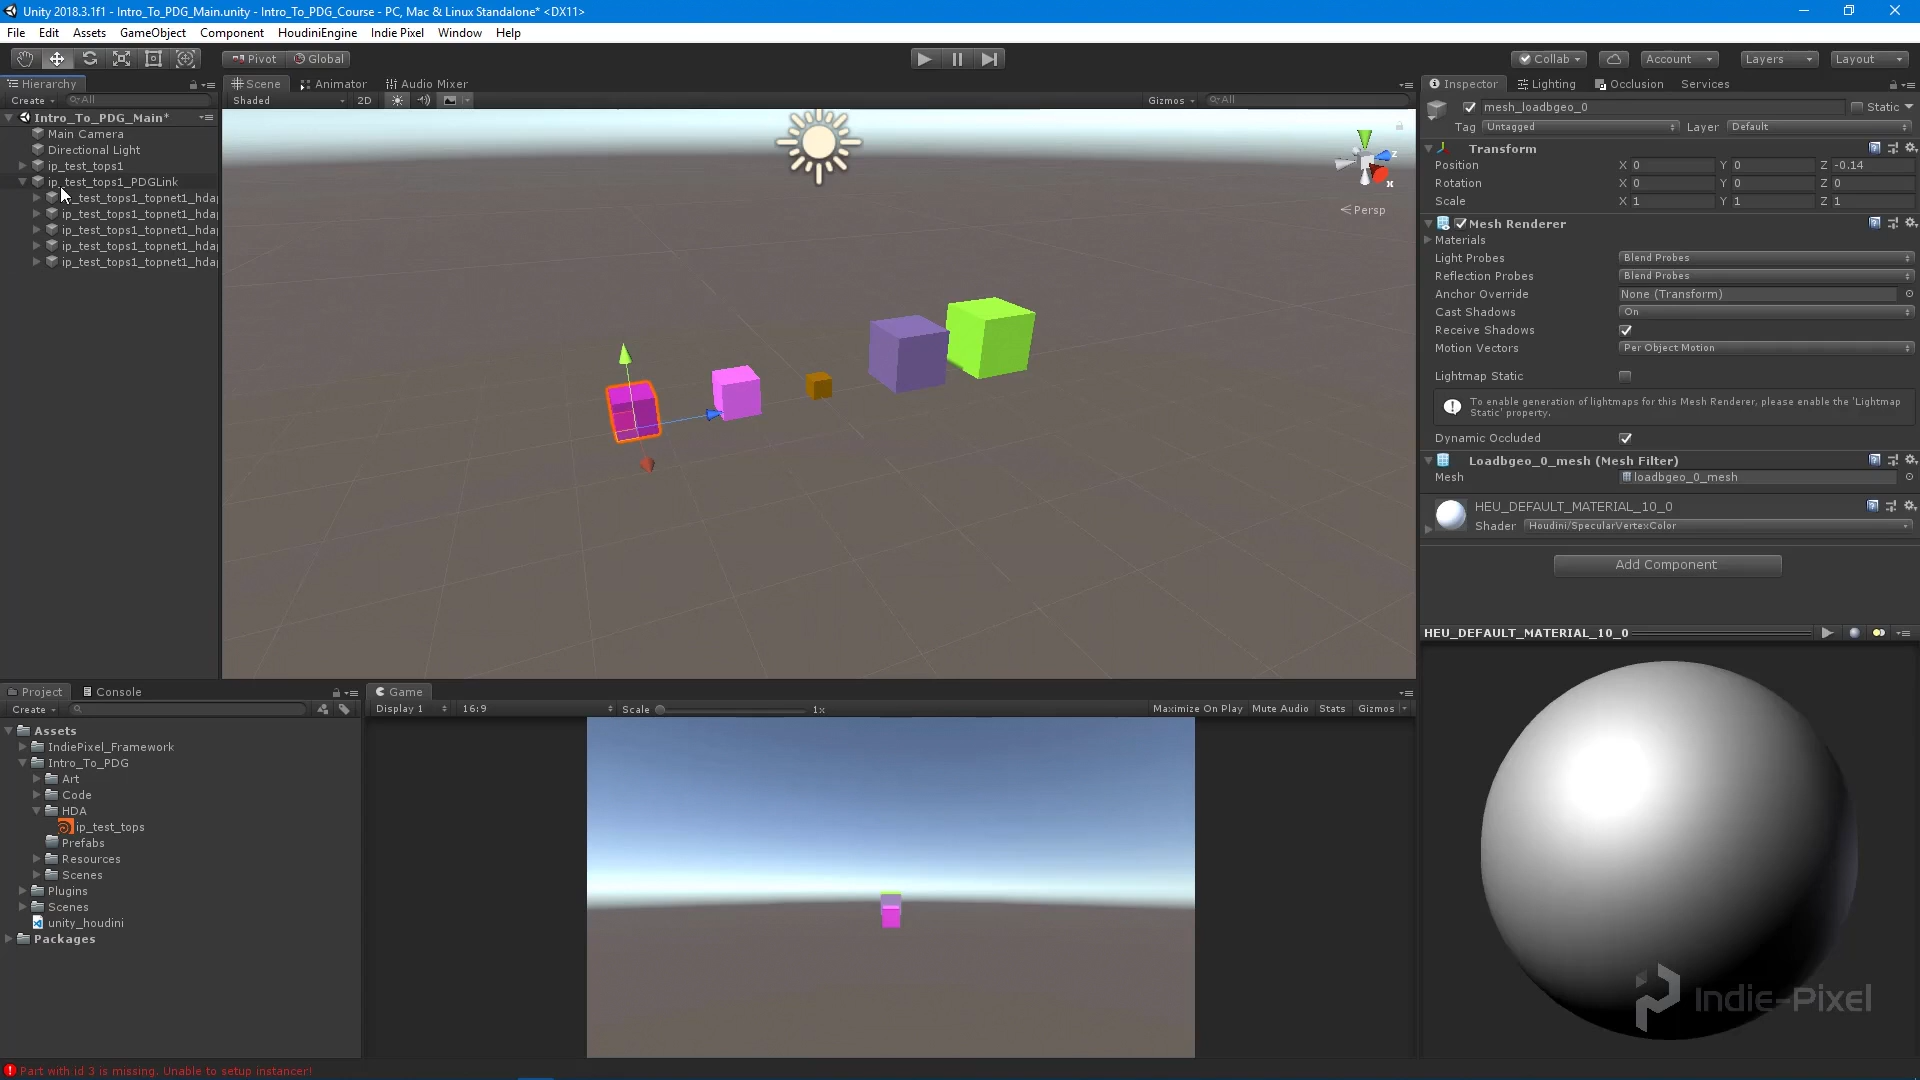 Unity 2018.3.1f1 - Intro_To_PDG_Main.unity - Intro_To_PDG_Course - PC, Mac & Linux Standalone* <DX11>
File Edit Assets GameObject Component HoudiniEngine Indie Pixel Window Help
Pivot Global Collab Account Layers Layout
Hierarchy
Create All
Intro_To_PDG_Main*
Main Camera
Directional Light
ip_test_tops1
ip_test_tops1_PDGLink
ip_test_tops1_topnet1_hda
ip_test_tops1_topnet1_hda
ip_test_tops1_topnet1_hda
ip_test_tops1_topnet1_hda
ip_test_tops1_topnet1_hda
Scene Animator Audio Mixer
Shaded 2D Gizmos All
z
x
Persp
Inspector Lighting Occlusion Services
mesh_loadbgeo_0 Static
Tag Untagged Layer Default
Transform
Position X 0 Y 0 Z -0.14
Rotation X 0 Y 0 Z 0
Scale X 1 Y 1 Z 1
Mesh Renderer
Materials
Light Probes Blend Probes
Reflection Probes Blend Probes
Anchor Override None (Transform)
Cast Shadows On
Receive Shadows
Motion Vectors Per Object Motion
Lightmap Static
To enable generation of lightmaps for this Mesh Renderer, please enable the 'Lightmap
Static' property.
Dynamic Occluded
Loadbgeo_0_mesh (Mesh Filter)
Mesh loadbgeo_0_mesh
HEU_DEFAULT_MATERIAL_10_0
Shader Houdini/SpecularVertexColor
Add Component
HEU_DEFAULT_MATERIAL_10_0
Project Console
Create
Assets
IndiePixel_Framework
Intro_To_PDG
Art
Code
HDA
ip_test_tops
Prefabs
Resources
Scenes
Plugins
Scenes
unity_houdini
Packages
Game
Display 1 16:9 Scale 1x Maximize On Play Mute Audio Stats Gizmos
Indie-Pixel
Part with id 3 is missing. Unable to setup instancer!